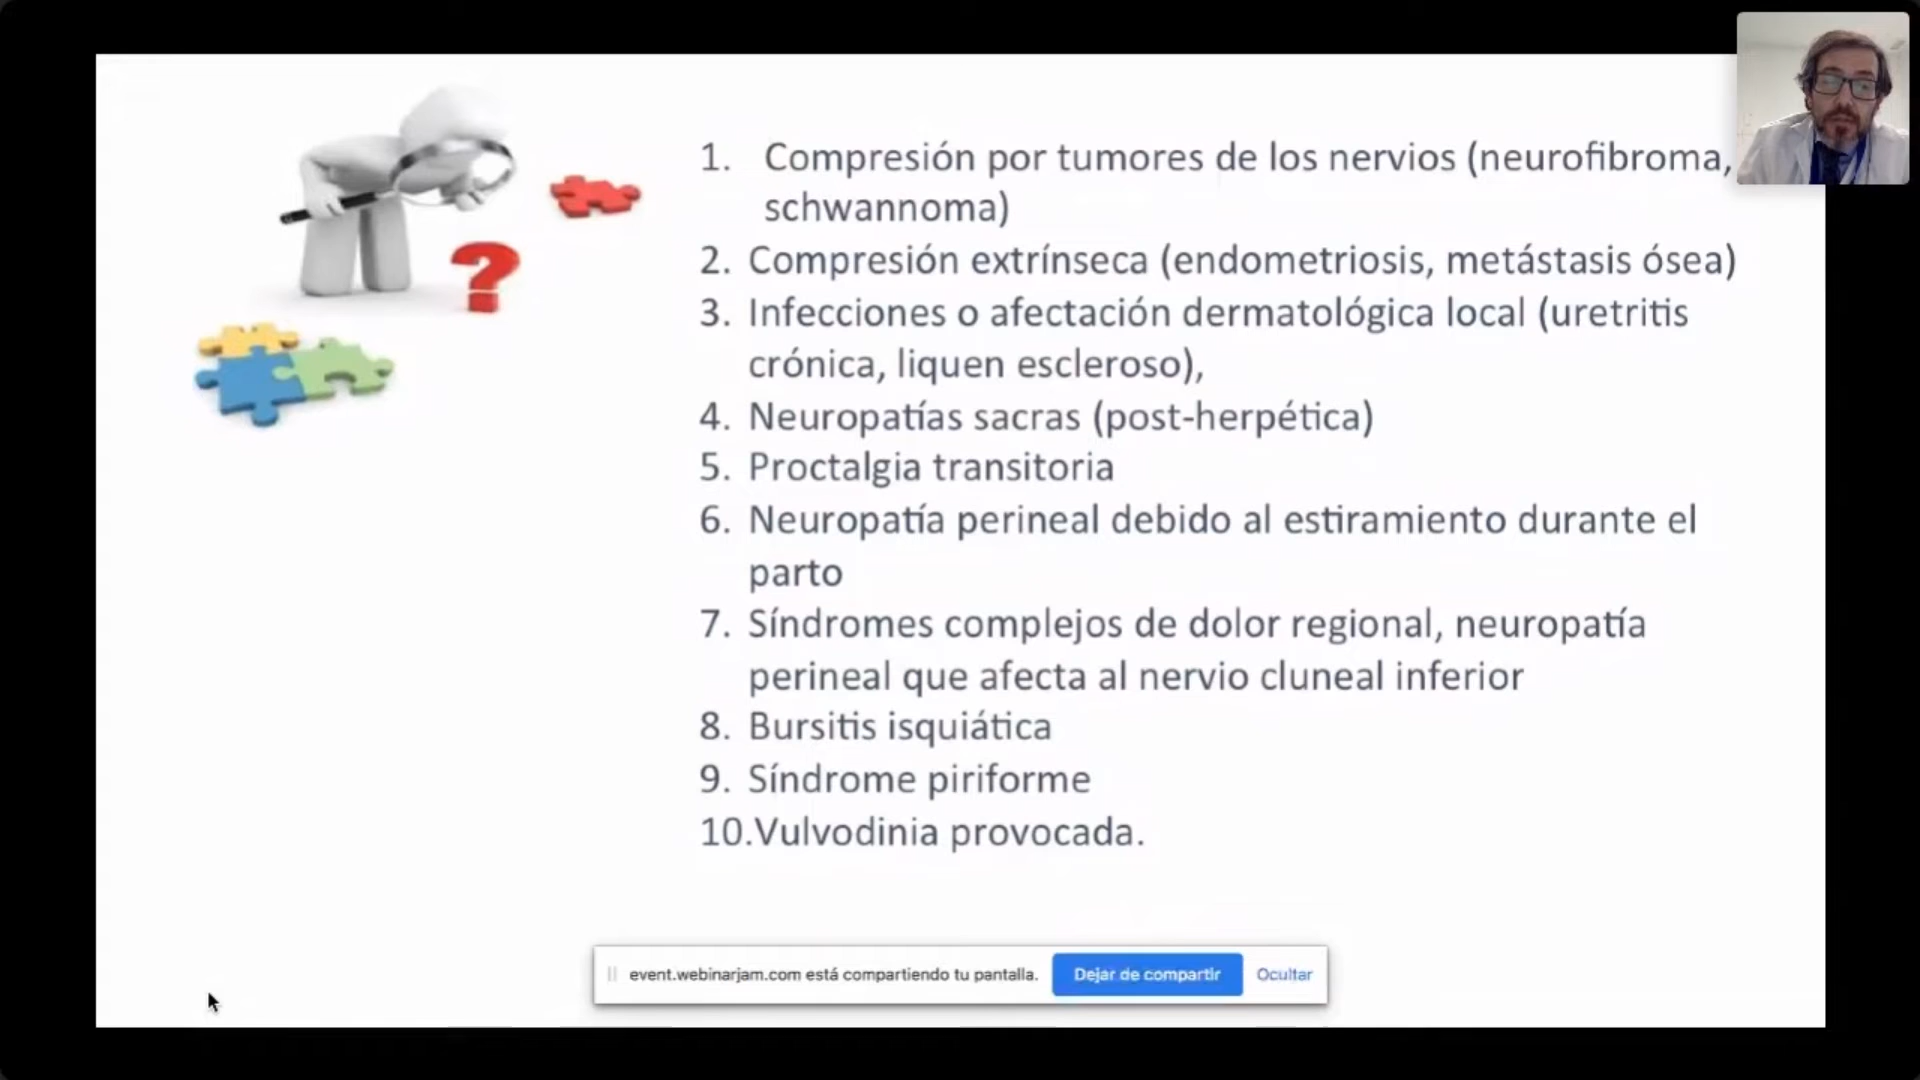 1. Compresión por tumores de los nervios (neurofibroma,
schwannoma)
2. Compresión extrínseca (endometriosis, metástasis ósea)
3. Infecciones o afectación dermatológica local (uretritis
crónica, liquen escleroso),
4. Neuropatías sacras (post-herpética)
5. Proctalgia transitoria
6. Neuropatía perineal debido al estiramiento durante el
parto
7. Síndromes complejos de dolor regional, neuropatía
perineal que afecta al nervio cluneal inferior
8. Bursitis isquiática
9. Síndrome piriforme
10.Vulvodinia provocada.
?
event.webinarjam.com está compartiendo tu pantalla. Dejar de compartir Ocultar